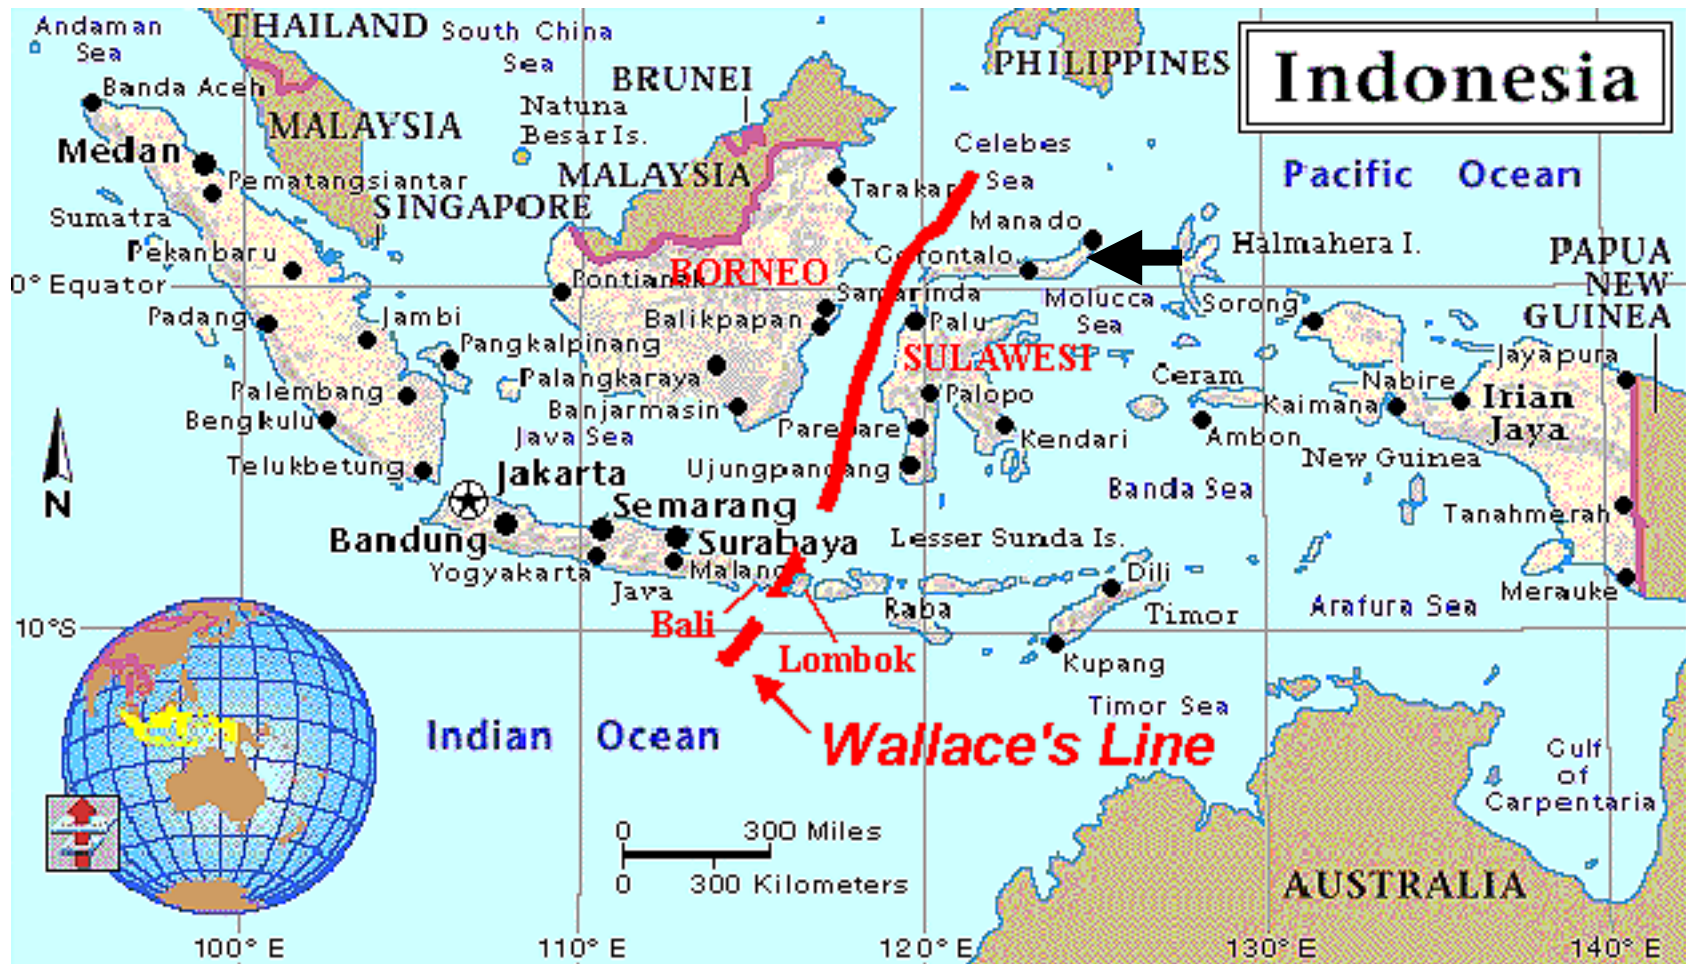 Andaman
Sea
THAILAND
South China
Sea
PHILIPPINES
Indonesia
BRUNEI
Banda Aceh
Natuna
Besar Is.
MALAYSIA
Medan
Celebes
Sea
Pacific Ocean
MALAYSIA
Pematangsiantar
Tarakan
SINGAPORE
Sumatra
Manado
Halmahera I.
PAPUA
NEW
GUINEA
Pekanbaru
Gorontalo
BORNEO
0° Equator
Pontianak
Samarinda
Molucca
Sea
Sorong
Padang
Jambi
Balikpapan
Palu
Pangkalpinang
SULAWESI
Jayapura
Palangkaraya
Ceram
Nabire
Irian
Jaya
Palembang
Palopo
Kaimana
Bengkulu
Banjarmasin
Java Sea
Parepare
Kendari
Ambon
New Guinea
Telukbetung
Jakarta
Ujungpandang
Banda Sea
N
Semarang
Tanahmerah
Bandung
Surabaya
Lesser Sunda Is.
Yogyakarta
Malang
Dili
Java
Raba
Timor
Arafura Sea
Merauke
10°S
Bali
Lombok
Kupang
Timor Sea
Indian Ocean
Wallace's Line
Gulf
of
Carpentaria
0 300 Miles
0 300 Kilometers
AUSTRALIA
100° E 110° E 120° E 130° E 140° E